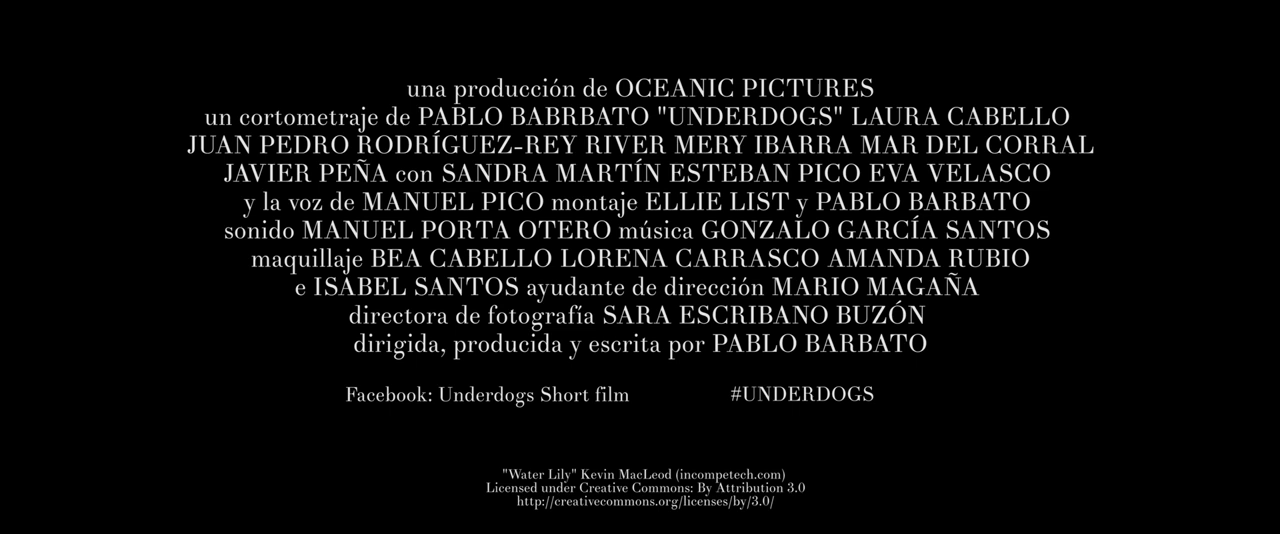 una producción de OCEANIC PICTURES
un cortometraje de PABLO BABRBATO "UNDERDOGS" LAURA CABELLO
JUAN PEDRO RODRÍGUEZ-REY RIVER MERY IBARRA MAR DEL CORRAL
JAVIER PEÑA con SANDRA MARTÍN ESTEBAN PICO EVA VELASCO
y la voz de MANUEL PICO montaje ELLIE LIST y PABLO BARBATO
sonido MANUEL PORTA OTERO música GONZALO GARCÍA SANTOS
maquillaje BEA CABELLO LORENA CARRASCO AMANDA RUBIO
e ISABEL SANTOS ayudante de dirección MARIO MAGAÑA
directora de fotografía SARA ESCRIBANO BUZÓN
dirigida, producida y escrita por PABLO BARBATO
Facebook: Underdogs Short film #UNDERDOGS
"Water Lily" Kevin MacLeod (incompetech.com)
Licensed under Creative Commons: By Attribution 3.0
http://creativecommons.org/licenses/by/3.0/